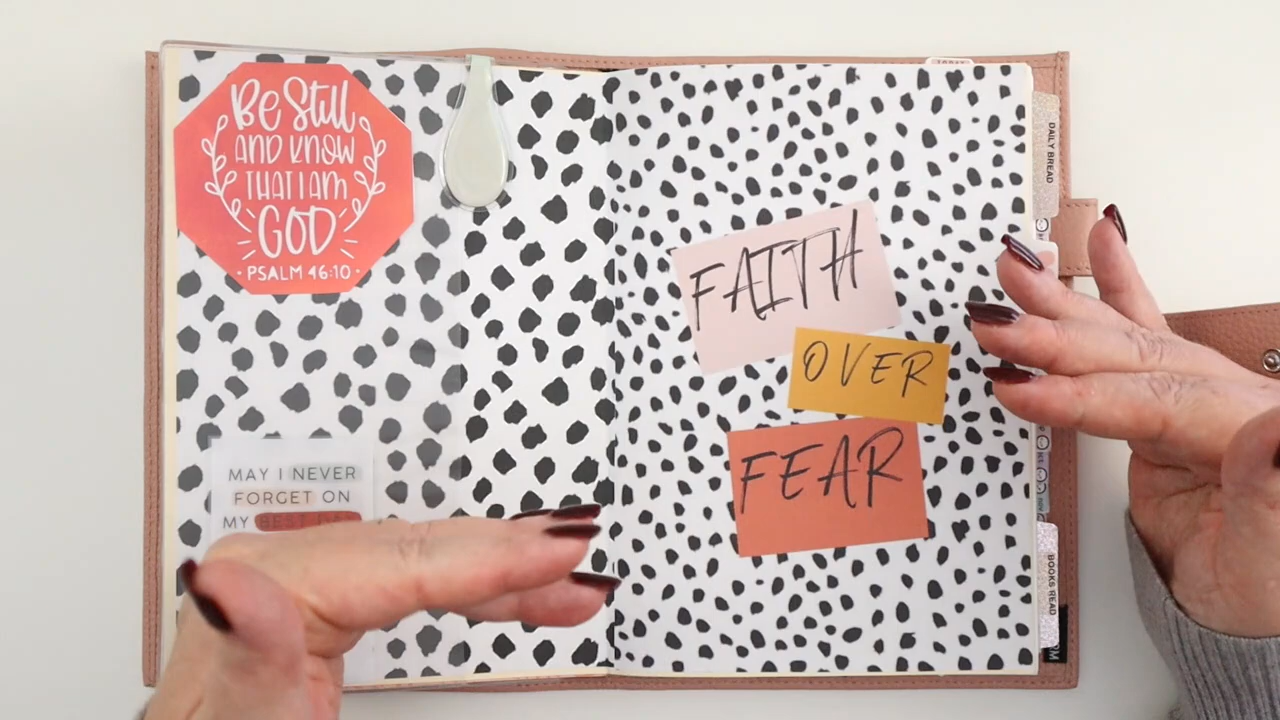 Be Still
AND KNOW
THAT I AM
GOD
• PSALM 46:10 •
MAY I NEVER
FORGET ON
MY BEST
FAITH
OVER
FEAR
DAILY BREAD
BOOKS READ